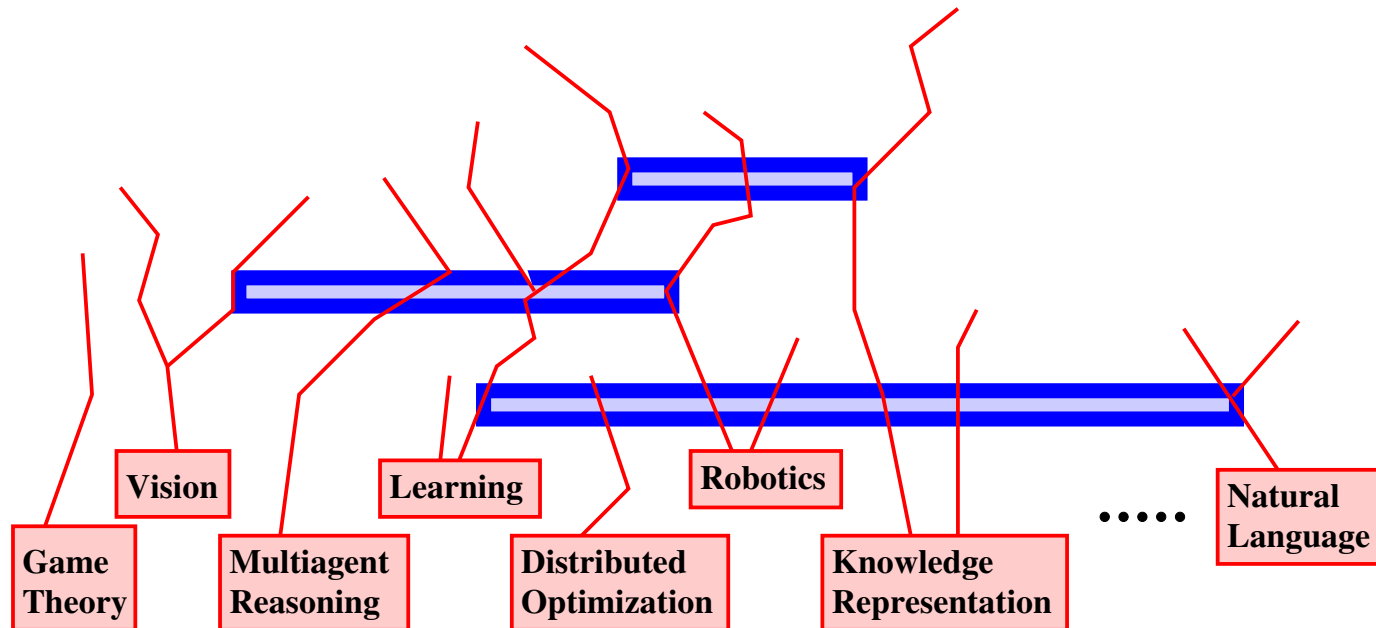 Vision
Learning
Robotics
Natural
Language
Game
Theory
Multiagent
Reasoning
Distributed
Optimization
Knowledge
Representation